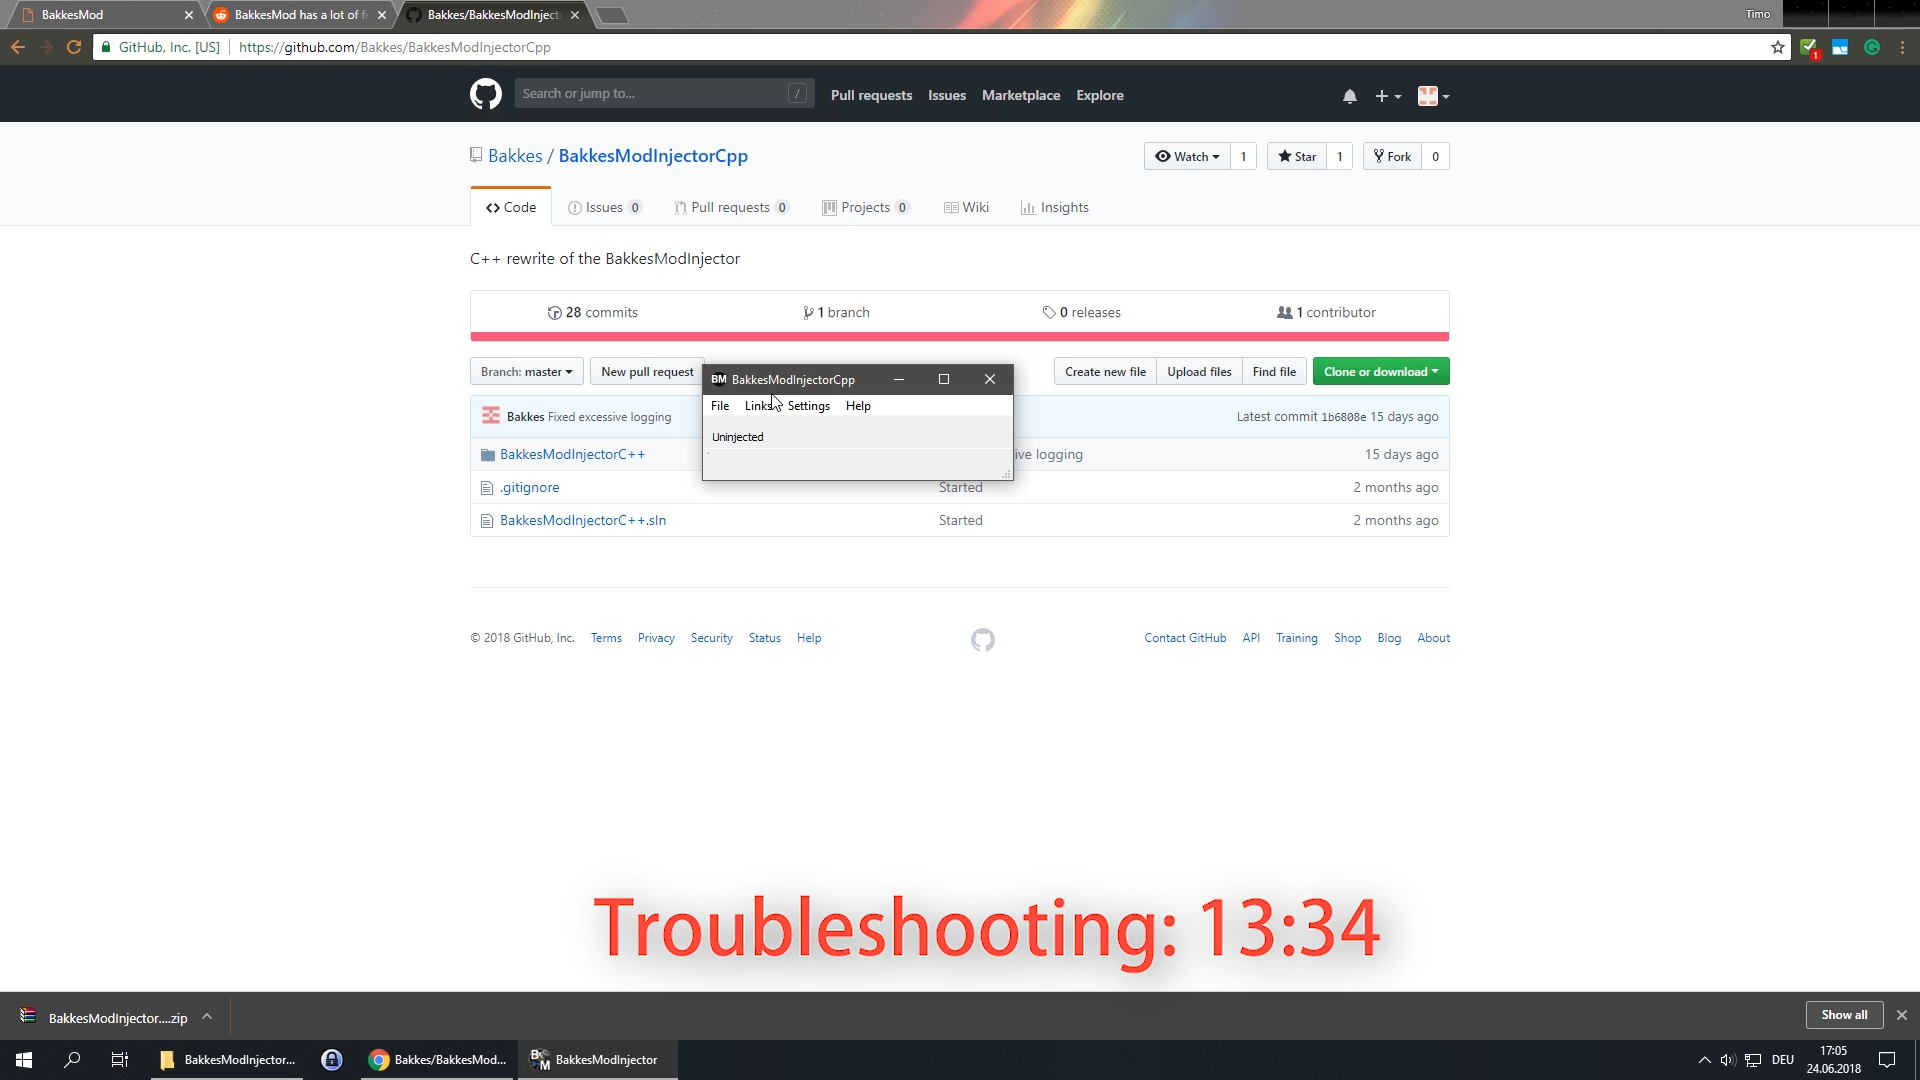 BakkesMod
BakkesMod has a lot of f
Bakkes/BakkesModInject
Timo
GitHub, Inc. [US]
https://github.com/Bakkes/BakkesModInjectorCpp
1
Search or jump to...
/
Pull requests
Issues
Marketplace
Explore
Bakkes / BakkesModInjectorCpp
Watch 1
Star 1
Fork 0
Code
Issues 0
Pull requests 0
Projects 0
Wiki
Insights
C++ rewrite of the BakkesModInjector
28 commits
1 branch
0 releases
1 contributor
Branch: master
New pull request
Create new file
Upload files
Find file
Clone or download
BM BakkesModInjectorCpp
File Links Settings Help
Uninjected
Bakkes Fixed excessive logging
Latest commit 1b6808e 15 days ago
BakkesModInjectorC++
ive logging
15 days ago
.gitignore
Started
2 months ago
BakkesModInjectorC++.sln
Started
2 months ago
© 2018 GitHub, Inc.
Terms
Privacy
Security
Status
Help
Contact GitHub
API
Training
Shop
Blog
About
Troubleshooting: 13:34
BakkesModInjector....zip
Show all
BakkesModInjector...
Bakkes/BakkesMod...
BM
BakkesModInjector
DEU
17:05
24.06.2018